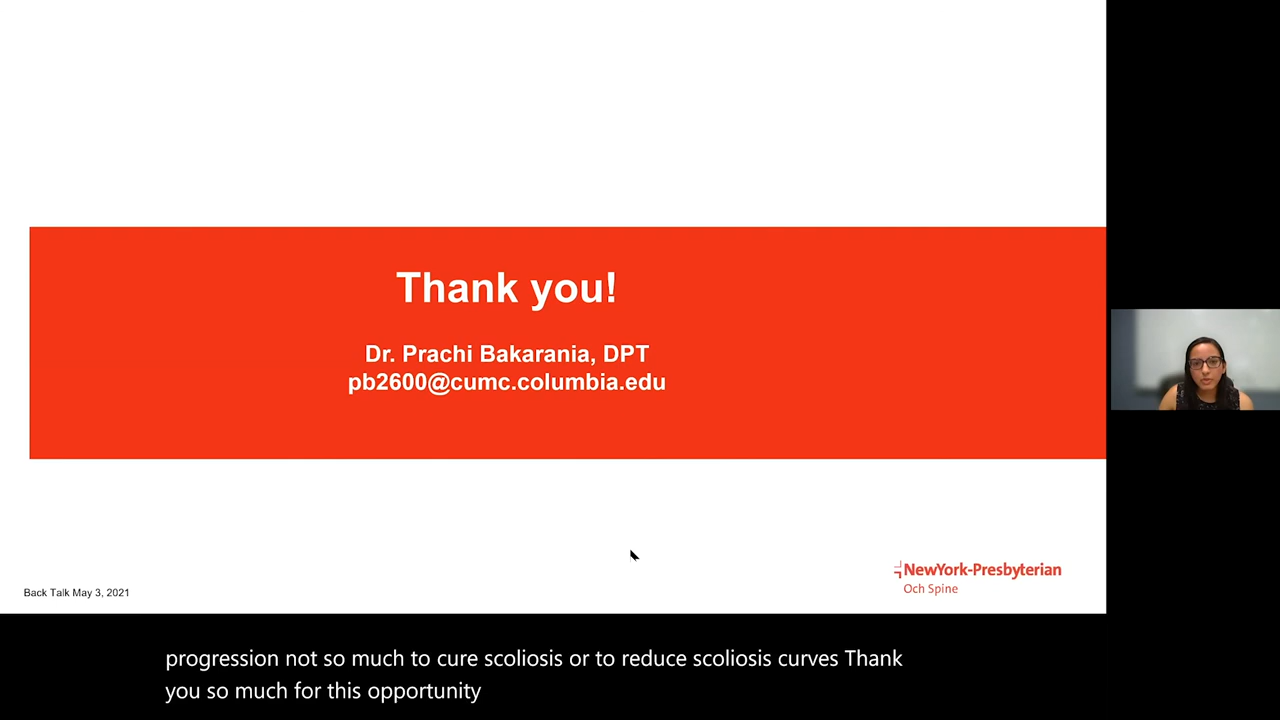 Thank you!
Dr. Prachi Bakarania, DPT
pb2600@cumc.columbia.edu
NewYork-Presbyterian
Och Spine
Back Talk May 3, 2021
progression not so much to cure scoliosis or to reduce scoliosis curves Thank
you so much for this opportunity